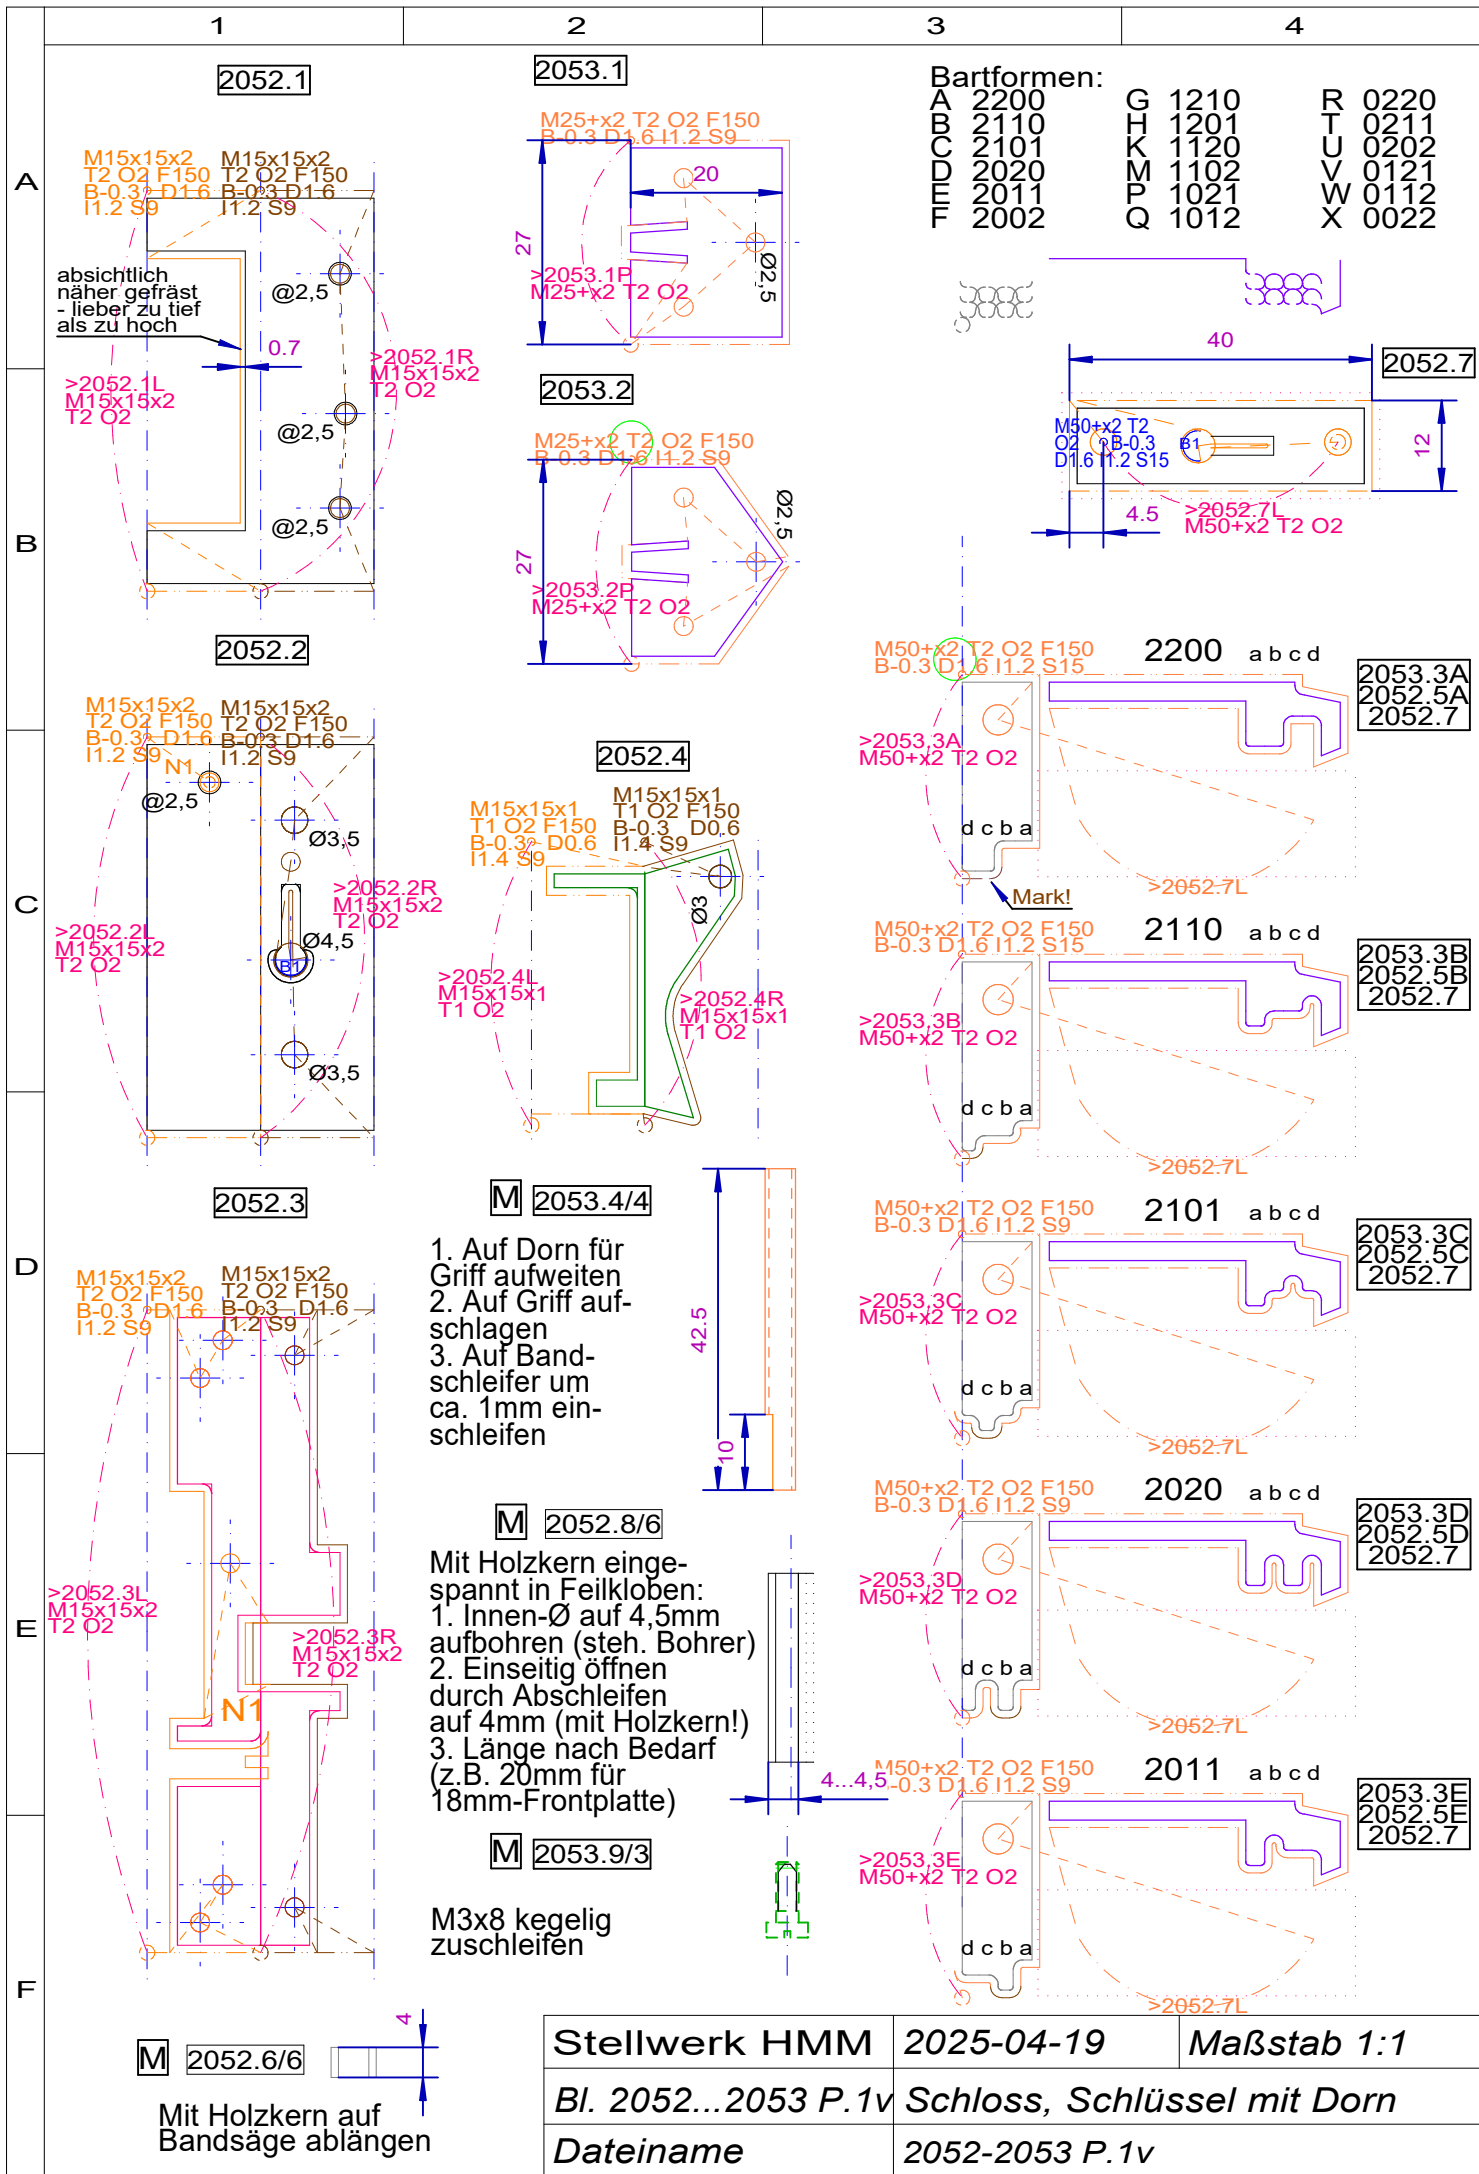 1
2
3
4
A
B
C
D
E
F
2052.1
M15x15x2
T2 O2 F150
B-0.3 D1.6
I1.2 S9
M15x15x2
T2 O2 F150
B-0.3 D1.6
I1.2 S9
absichtlich
näher gefräst
- lieber zu tief
als zu hoch
0.7
@2,5
@2,5
@2,5
>2052.1L
M15x15x2
T2 O2
>2052.1R
M15x15x2
T2 O2
2052.2
M15x15x2
T2 O2 F150
B-0.3 D1.6
I1.2 S9
M15x15x2
T2 O2 F150
B-0.3 D1.6
I1.2 S9
N1
@2,5
Ø3,5
>2052.2R
M15x15x2
T2 O2
Ø4,5
B1
>2052.2L
M15x15x2
T2 O2
Ø3,5
2052.3
M15x15x2
T2 O2 F150
B-0.3 D1.6
I1.2 S9
M15x15x2
T2 O2 F150
B-0.3 D1.6
I1.2 S9
>2052.3L
M15x15x2
T2 O2
>2052.3R
M15x15x2
T2 O2
N1
M 2052.6/6
4
Mit Holzkern auf
Bandsäge ablängen
2053.1
M25+x2 T2 O2 F150
B-0.3 D1.6 I1.2 S9
20
27
Ø2,5
>2053.1P
M25+x2 T2 O2
2053.2
M25+x2 T2 O2 F150
B-0.3 D1.6 I1.2 S9
27
Ø2,5
>2053.2P
M25+x2 T2 O2
2052.4
M15x15x1
T1 O2 F150
B-0.3 D0.6
I1.4 S9
M15x15x1
T1 O2 F150
B-0.3 D0.6
I1.4 S9
Ø3
>2052.4L
M15x15x1
T1 O2
>2052.4R
M15x15x1
T1 O2
M 2053.4/4
1. Auf Dorn für
Griff aufweiten
2. Auf Griff auf-
schlagen
3. Auf Band-
schleifer um
ca. 1mm ein-
schleifen
42.5
10
M 2052.8/6
Mit Holzkern einge-
spannt in Feilkloben:
1. Innen-Ø auf 4,5mm
aufbohren (steh. Bohrer)
2. Einseitig öffnen
durch Abschleifen
auf 4mm (mit Holzkern!)
3. Länge nach Bedarf
(z.B. 20mm für
18mm-Frontplatte)
4...4,5
M 2053.9/3
M3x8 kegelig
zuschleifen
Bartformen:
A 2200 G 1210 R 0220
B 2110 H 1201 T 0211
C 2101 K 1120 U 0202
D 2020 M 1102 V 0121
E 2011 P 1021 W 0112
F 2002 Q 1012 X 0022
40
2052.7
M50+x2 T2
O2 B-0.3
D1.6 I1.2 S15
B1
12
4.5
>2052.7L
M50+x2 T2 O2
M50+x2 T2 O2 F150
B-0.3 D1.6 I1.2 S15
2200 a b c d
2053.3A
2052.5A
2052.7
>2053.3A
M50+x2 T2 O2
d c b a
Mark!
>2052.7L
M50+x2 T2 O2 F150
B-0.3 D1.6 I1.2 S15
2110 a b c d
2053.3B
2052.5B
2052.7
>2053.3B
M50+x2 T2 O2
d c b a
>2052.7L
M50+x2 T2 O2 F150
B-0.3 D1.6 I1.2 S9
2101 a b c d
2053.3C
2052.5C
2052.7
>2053.3C
M50+x2 T2 O2
d c b a
>2052.7L
M50+x2 T2 O2 F150
B-0.3 D1.6 I1.2 S9
2020 a b c d
2053.3D
2052.5D
2052.7
>2053.3D
M50+x2 T2 O2
d c b a
>2052.7L
M50+x2 T2 O2 F150
-0.3 D1.6 I1.2 S9
2011 a b c d
2053.3E
2052.5E
2052.7
>2053.3E
M50+x2 T2 O2
d c b a
>2052.7L
Stellwerk HMM 2025-04-19 Maßstab 1:1
Bl. 2052...2053 P.1v Schloss, Schlüssel mit Dorn
Dateiname 2052-2053 P.1v